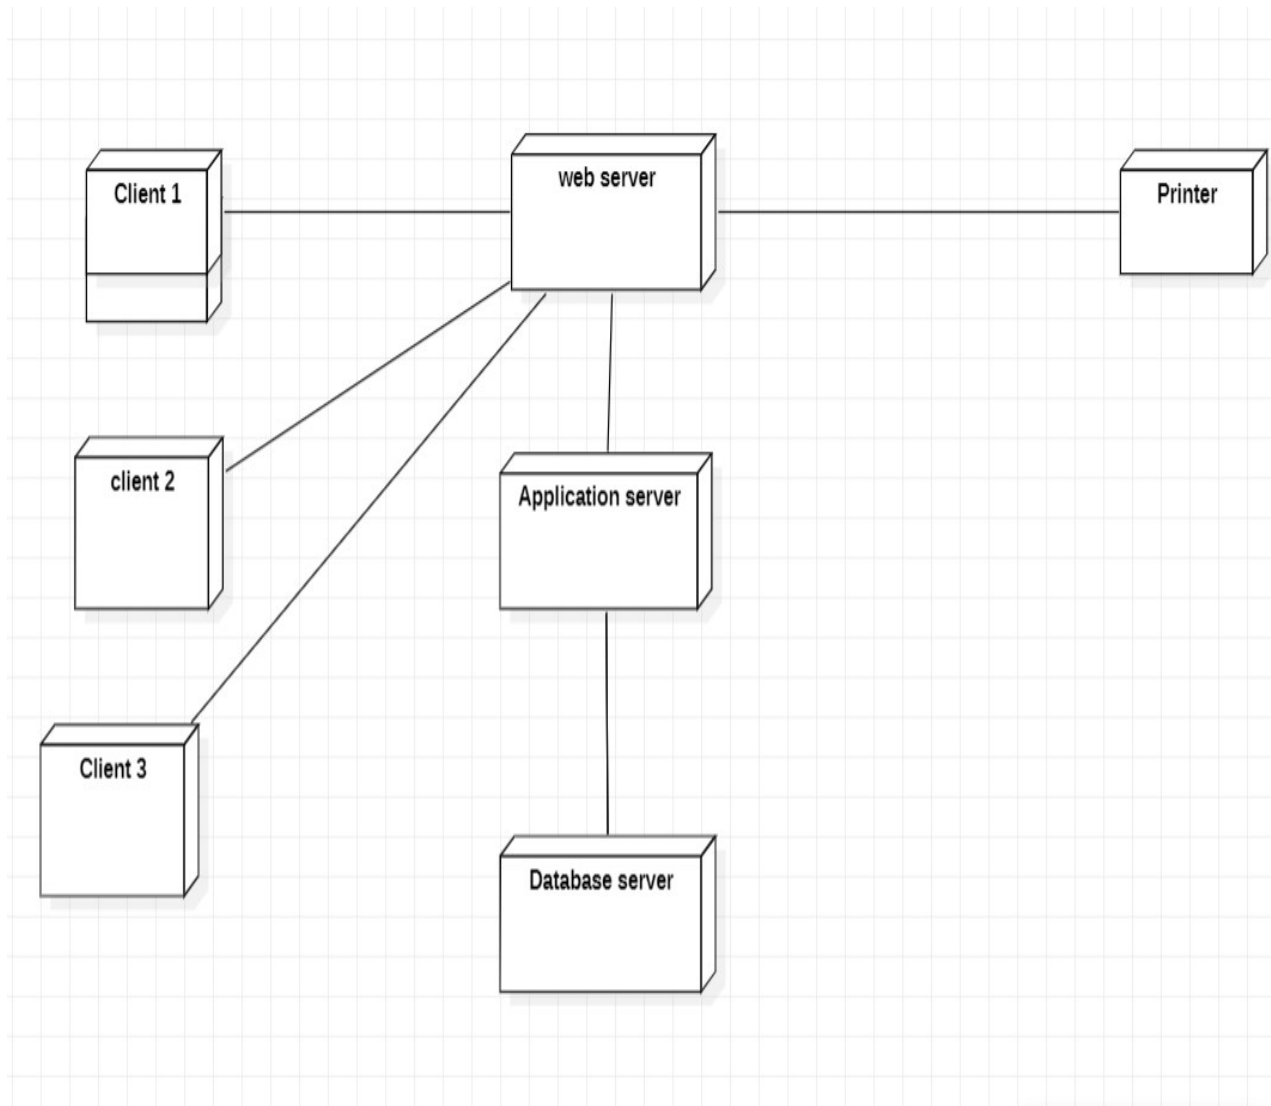 Client 1
web server
Printer
client 2
Application server
Client 3
Database server